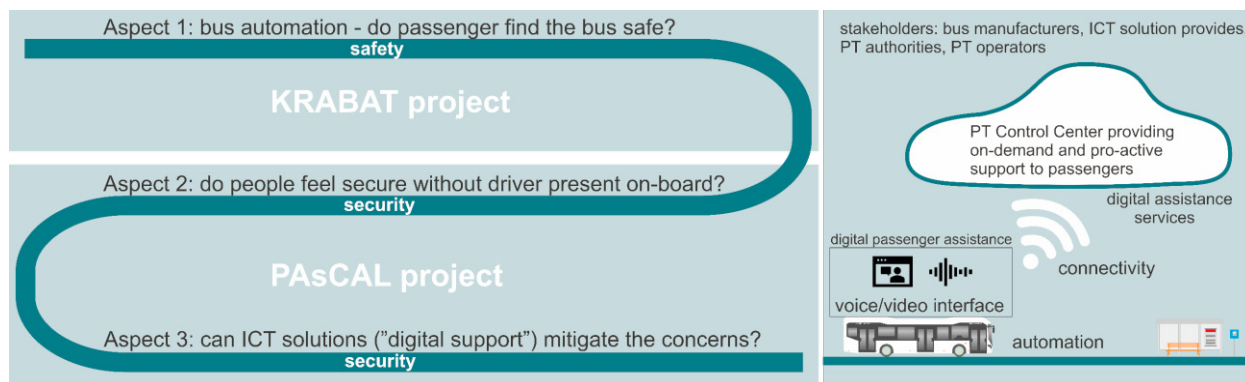 Aspect 1: bus automation - do passenger find the bus safe?
safety
KRABAT project
Aspect 2: do people feel secure without driver present on-board?
security
PAsCAL project
Aspect 3: can ICT solutions (”digital support”) mitigate the concerns?
security
stakeholders: bus manufacturers, ICT solution provides
PT authorities, PT operators
PT Control Center providing
on-demand and pro-active
support to passengers
digital assistance
services
digital passenger assistance
connectivity
voice/video interface
automation